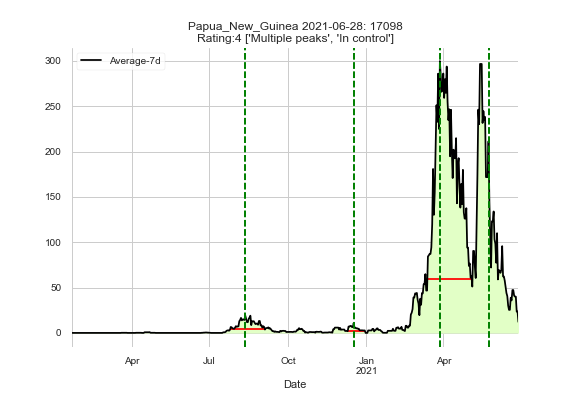 Papua_New_Guinea 2021-06-28: 17098
Rating:4 ['Multiple peaks', 'In control']
Average-7d
300
250
200
150
100
50
0
Apr
Jul
Oct
Jan
2021
Apr
Date